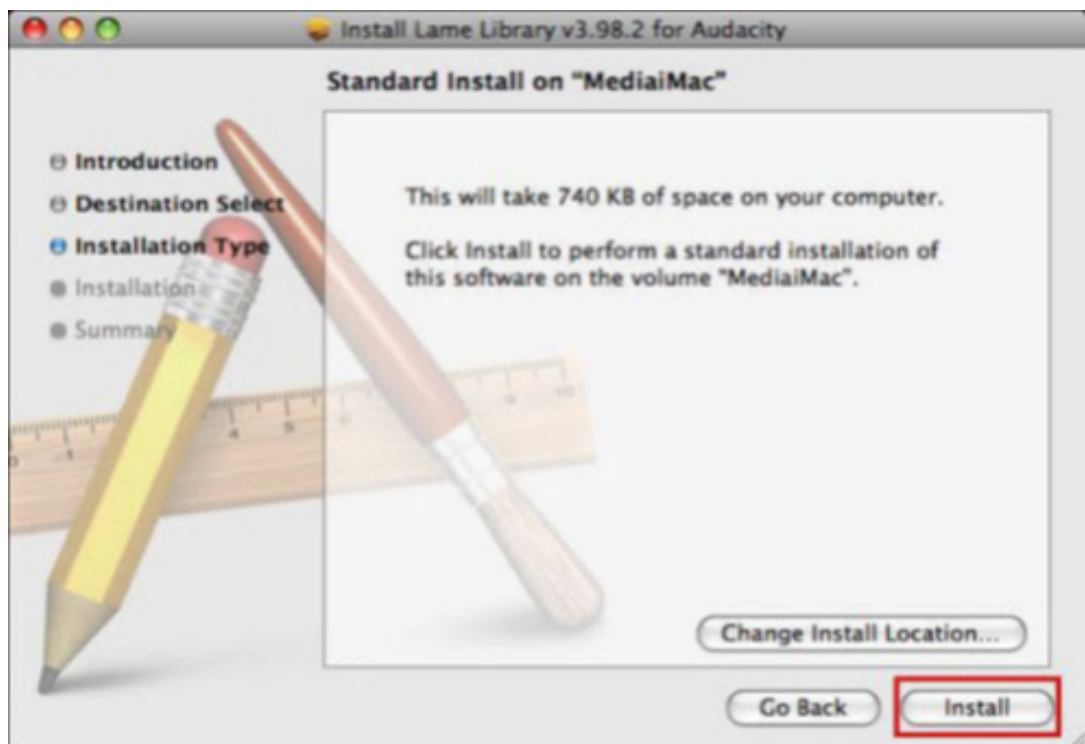 Install Lame Library v3.98.2 for Audacity
Standard Install on "MediaiMac"
Introduction
Destination Select
Installation Type
Installation
Summary
This will take 740 KB of space on your computer.
Click Install to perform a standard installation of
this software on the volume "MediaiMac".
Change Install Location...
Go Back
Install